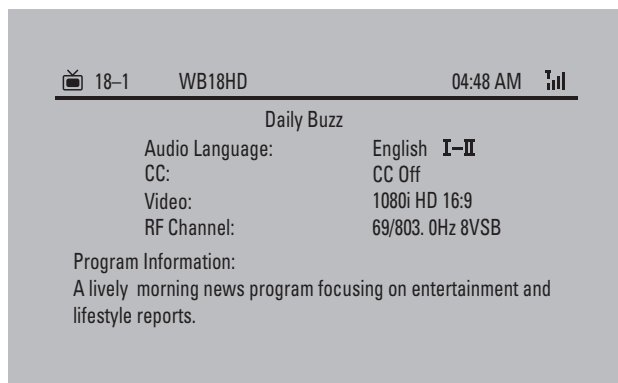 18–1 WB18HD 04:48 AM
Daily Buzz
Audio Language: English I–II
CC: CC Off
Video: 1080i HD 16:9
RF Channel: 69/803. 0Hz 8VSB
Program Information:
A lively morning news program focusing on entertainment and
lifestyle reports.